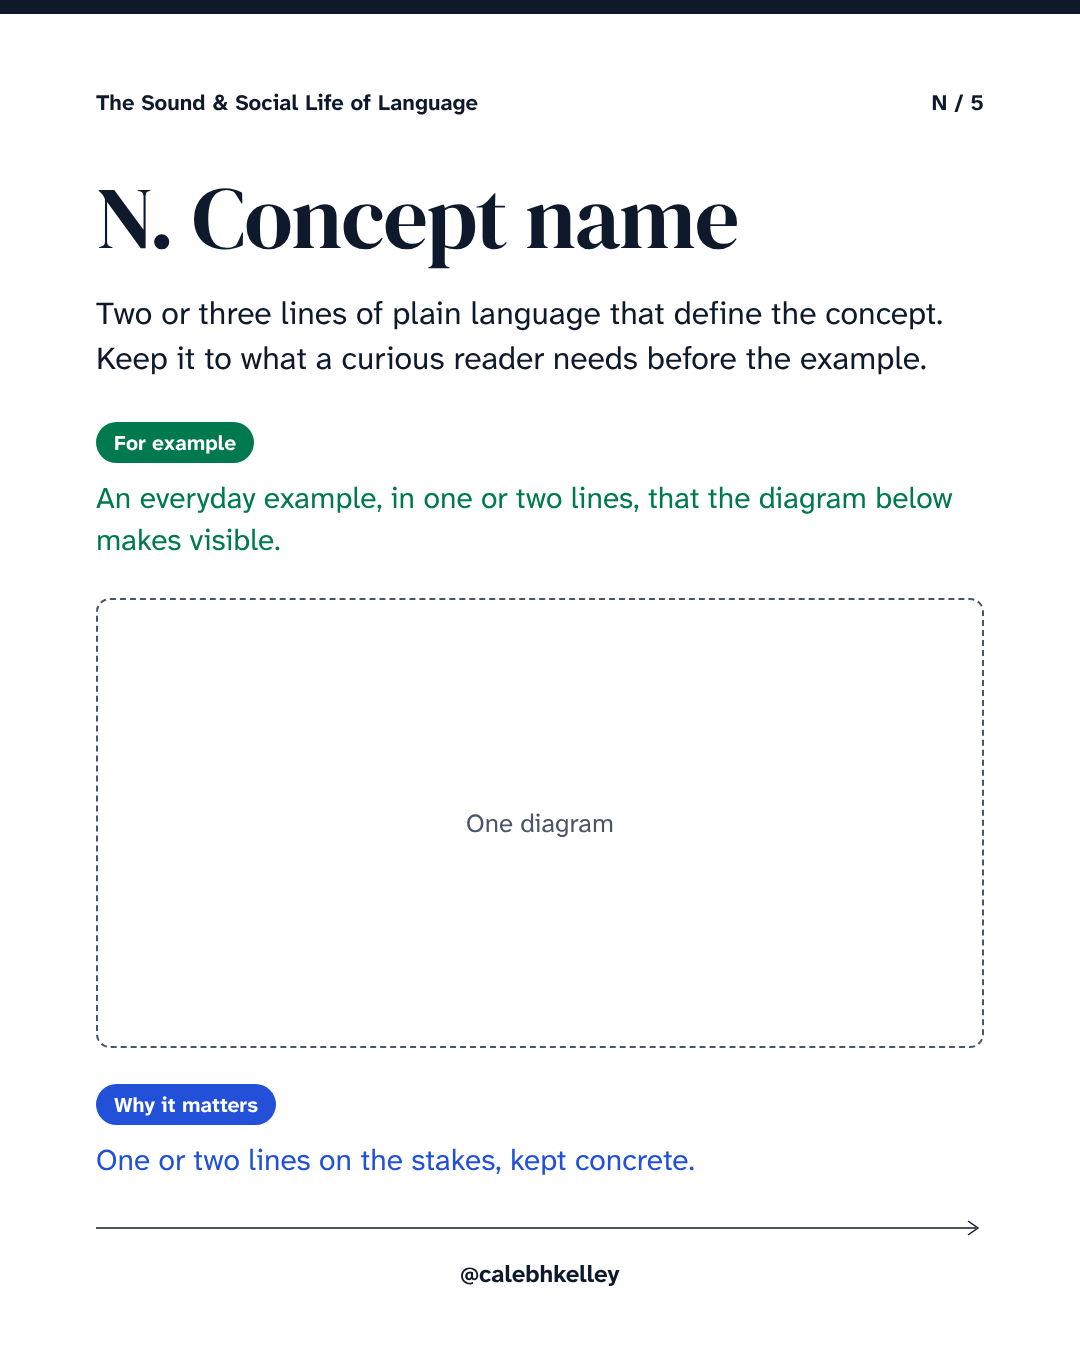 The Sound & Social Life of Language
N / 5
N. Concept name
Two or three lines of plain language that define the concept.
Keep it to what a curious reader needs before the example.
For example
An everyday example, in one or two lines, that the diagram below
makes visible.
One diagram
Why it matters
One or two lines on the stakes, kept concrete.
@calebhkelley